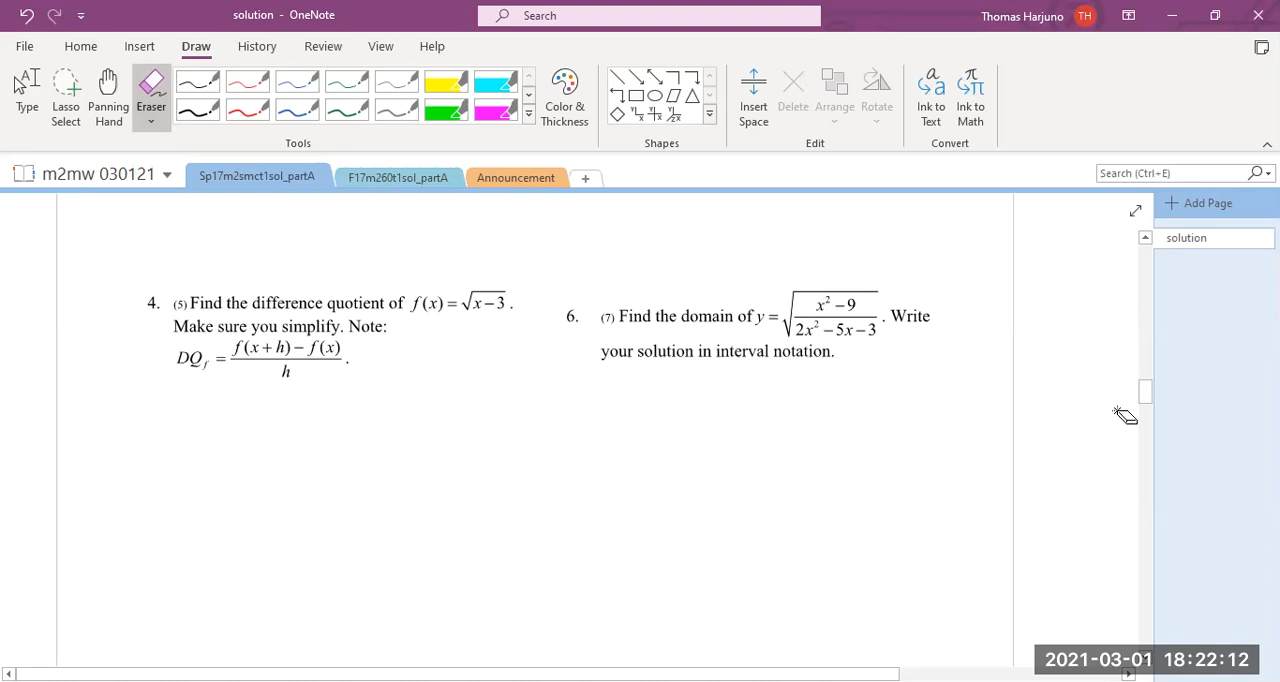 solution - OneNote
Search
Thomas Harjuno
TH
File Home Insert Draw History Review View Help
Type
Lasso Select
Panning Hand
Eraser
Color & Thickness
Insert Space
Delete
Arrange
Rotate
Ink to Text
Ink to Math
Tools
Shapes
Edit
Convert
m2mw 030121
Sp17m2smct1sol_partA
F17m260t1sol_partA
Announcement
+
Search (Ctrl+E)
+ Add Page
solution
4. (5) Find the difference quotient of f(x) = √(x − 3) .
Make sure you simplify. Note:
DQ_f = (f(x + h) − f(x))/h .
6. (7) Find the domain of y = √((x² − 9)/(2x² − 5x − 3)) . Write
your solution in interval notation.
2021-03-01 18:22:12